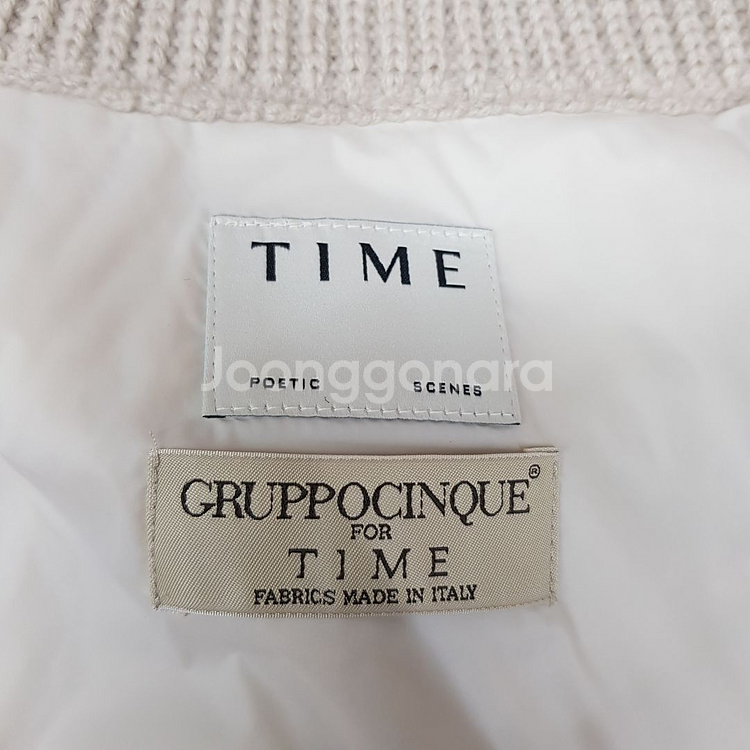 TIME
Joonggonara
POETIC SCENES
GRUPPOCINQUE®
FOR
TIME
FABRICS MADE IN ITALY